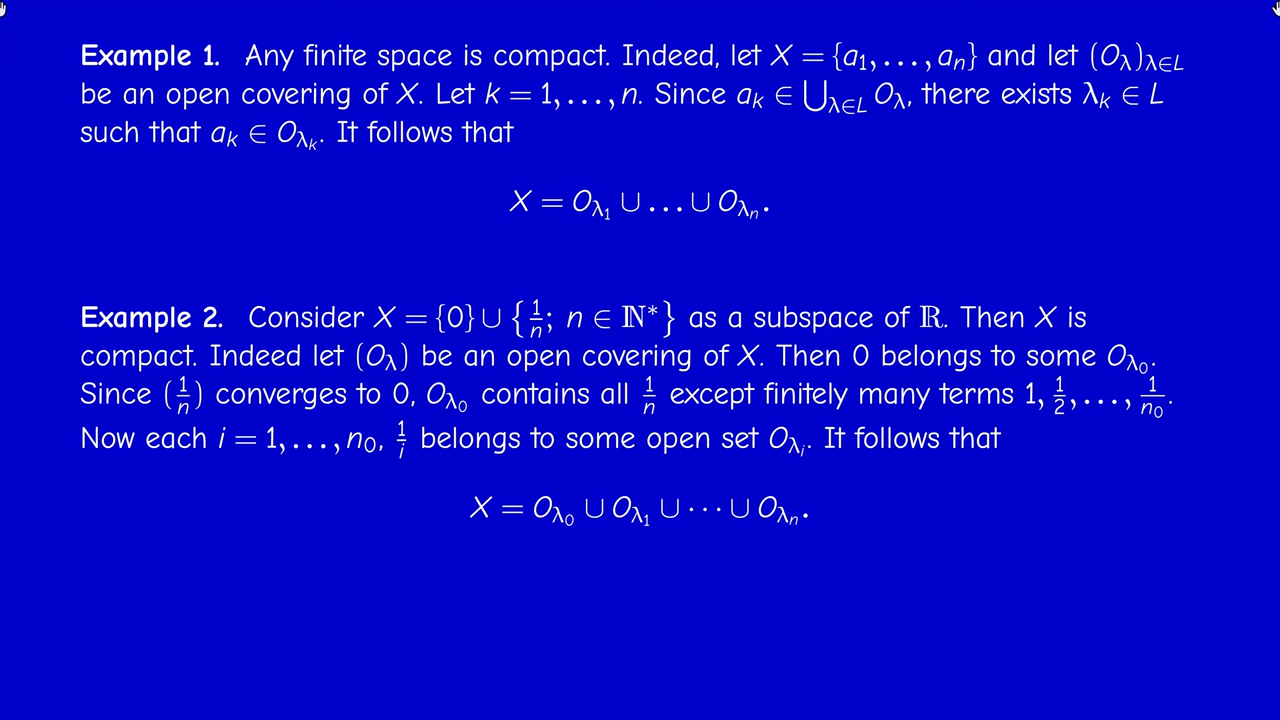 Example 1. Any finite space is compact. Indeed, let X = {a₁, . . . , aₙ} and let (O_λ)_{λ∈L}
be an open covering of X. Let k = 1, . . . , n. Since a_k ∈ ⋃_{λ∈L} O_λ, there exists λ_k ∈ L
such that a_k ∈ O_{λ_k}. It follows that
X = O_{λ₁} ∪ . . . ∪ O_{λₙ}.
Example 2. Consider X = {0} ∪ {1/n; n ∈ ℕ*} as a subspace of ℝ. Then X is
compact. Indeed let (O_λ) be an open covering of X. Then 0 belongs to some O_{λ₀}.
Since (1/n) converges to 0, O_{λ₀} contains all 1/n except finitely many terms 1, 1/2, . . . , 1/n₀.
Now each i = 1, . . . , n₀, 1/i belongs to some open set O_{λ_i}. It follows that
X = O_{λ₀} ∪ O_{λ₁} ∪ · · · ∪ O_{λₙ}.